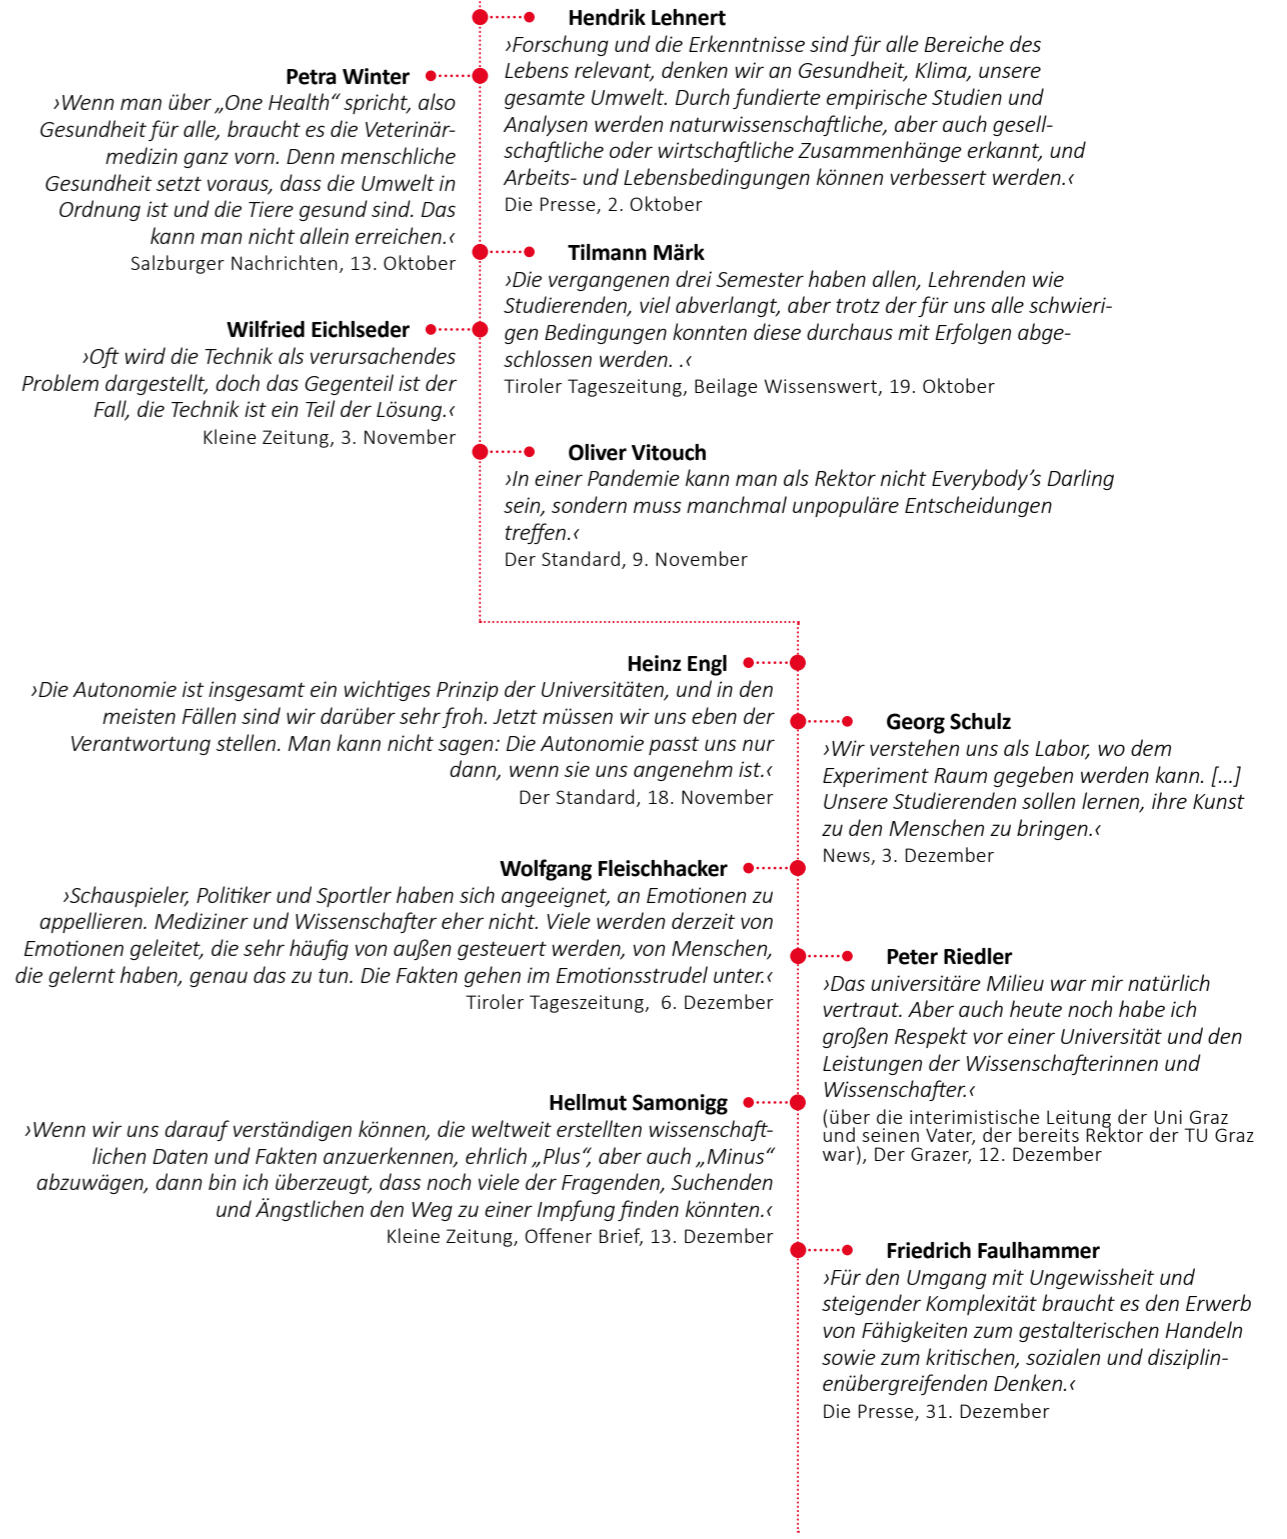 Hendrik Lehnert
›Forschung und die Erkenntnisse sind für alle Bereiche des
Lebens relevant, denken wir an Gesundheit, Klima, unsere
gesamte Umwelt. Durch fundierte empirische Studien und
Analysen werden naturwissenschaftliche, aber auch gesell-
schaftliche oder wirtschaftliche Zusammenhänge erkannt, und
Arbeits- und Lebensbedingungen können verbessert werden.‹
Die Presse, 2. Oktober
Petra Winter
›Wenn man über „One Health“ spricht, also
Gesundheit für alle, braucht es die Veterinär-
medizin ganz vorn. Denn menschliche
Gesundheit setzt voraus, dass die Umwelt in
Ordnung ist und die Tiere gesund sind. Das
kann man nicht allein erreichen.‹
Salzburger Nachrichten, 13. Oktober
Tilmann Märk
›Die vergangenen drei Semester haben allen, Lehrenden wie
Studierenden, viel abverlangt, aber trotz der für uns alle schwieri-
gen Bedingungen konnten diese durchaus mit Erfolgen abge-
schlossen werden. .‹
Tiroler Tageszeitung, Beilage Wissenswert, 19. Oktober
Wilfried Eichlseder
›Oft wird die Technik als verursachendes
Problem dargestellt, doch das Gegenteil ist der
Fall, die Technik ist ein Teil der Lösung.‹
Kleine Zeitung, 3. November
Oliver Vitouch
›In einer Pandemie kann man als Rektor nicht Everybody’s Darling
sein, sondern muss manchmal unpopuläre Entscheidungen
treffen.‹
Der Standard, 9. November
Heinz Engl
›Die Autonomie ist insgesamt ein wichtiges Prinzip der Universitäten, und in den
meisten Fällen sind wir darüber sehr froh. Jetzt müssen wir uns eben der
Verantwortung stellen. Man kann nicht sagen: Die Autonomie passt uns nur
dann, wenn sie uns angenehm ist.‹
Der Standard, 18. November
Georg Schulz
›Wir verstehen uns als Labor, wo dem
Experiment Raum gegeben werden kann. [...]
Unsere Studierenden sollen lernen, ihre Kunst
zu den Menschen zu bringen.‹
News, 3. Dezember
Wolfgang Fleischhacker
›Schauspieler, Politiker und Sportler haben sich angeeignet, an Emotionen zu
appellieren. Mediziner und Wissenschafter eher nicht. Viele werden derzeit von
Emotionen geleitet, die sehr häufig von außen gesteuert werden, von Menschen,
die gelernt haben, genau das zu tun. Die Fakten gehen im Emotionsstrudel unter.‹
Tiroler Tageszeitung, 6. Dezember
Peter Riedler
›Das universitäre Milieu war mir natürlich
vertraut. Aber auch heute noch habe ich
großen Respekt vor einer Universität und den
Leistungen der Wissenschafterinnen und
Wissenschafter.‹
(über die interimistische Leitung der Uni Graz
und seinen Vater, der bereits Rektor der TU Graz
war), Der Grazer, 12. Dezember
Hellmut Samonigg
›Wenn wir uns darauf verständigen können, die weltweit erstellten wissenschaft-
lichen Daten und Fakten anzuerkennen, ehrlich „Plus“, aber auch „Minus“
abzuwägen, dann bin ich überzeugt, dass noch viele der Fragenden, Suchenden
und Ängstlichen den Weg zu einer Impfung finden könnten.‹
Kleine Zeitung, Offener Brief, 13. Dezember
Friedrich Faulhammer
›Für den Umgang mit Ungewissheit und
steigender Komplexität braucht es den Erwerb
von Fähigkeiten zum gestalterischen Handeln
sowie zum kritischen, sozialen und disziplin-
enübergreifenden Denken.‹
Die Presse, 31. Dezember